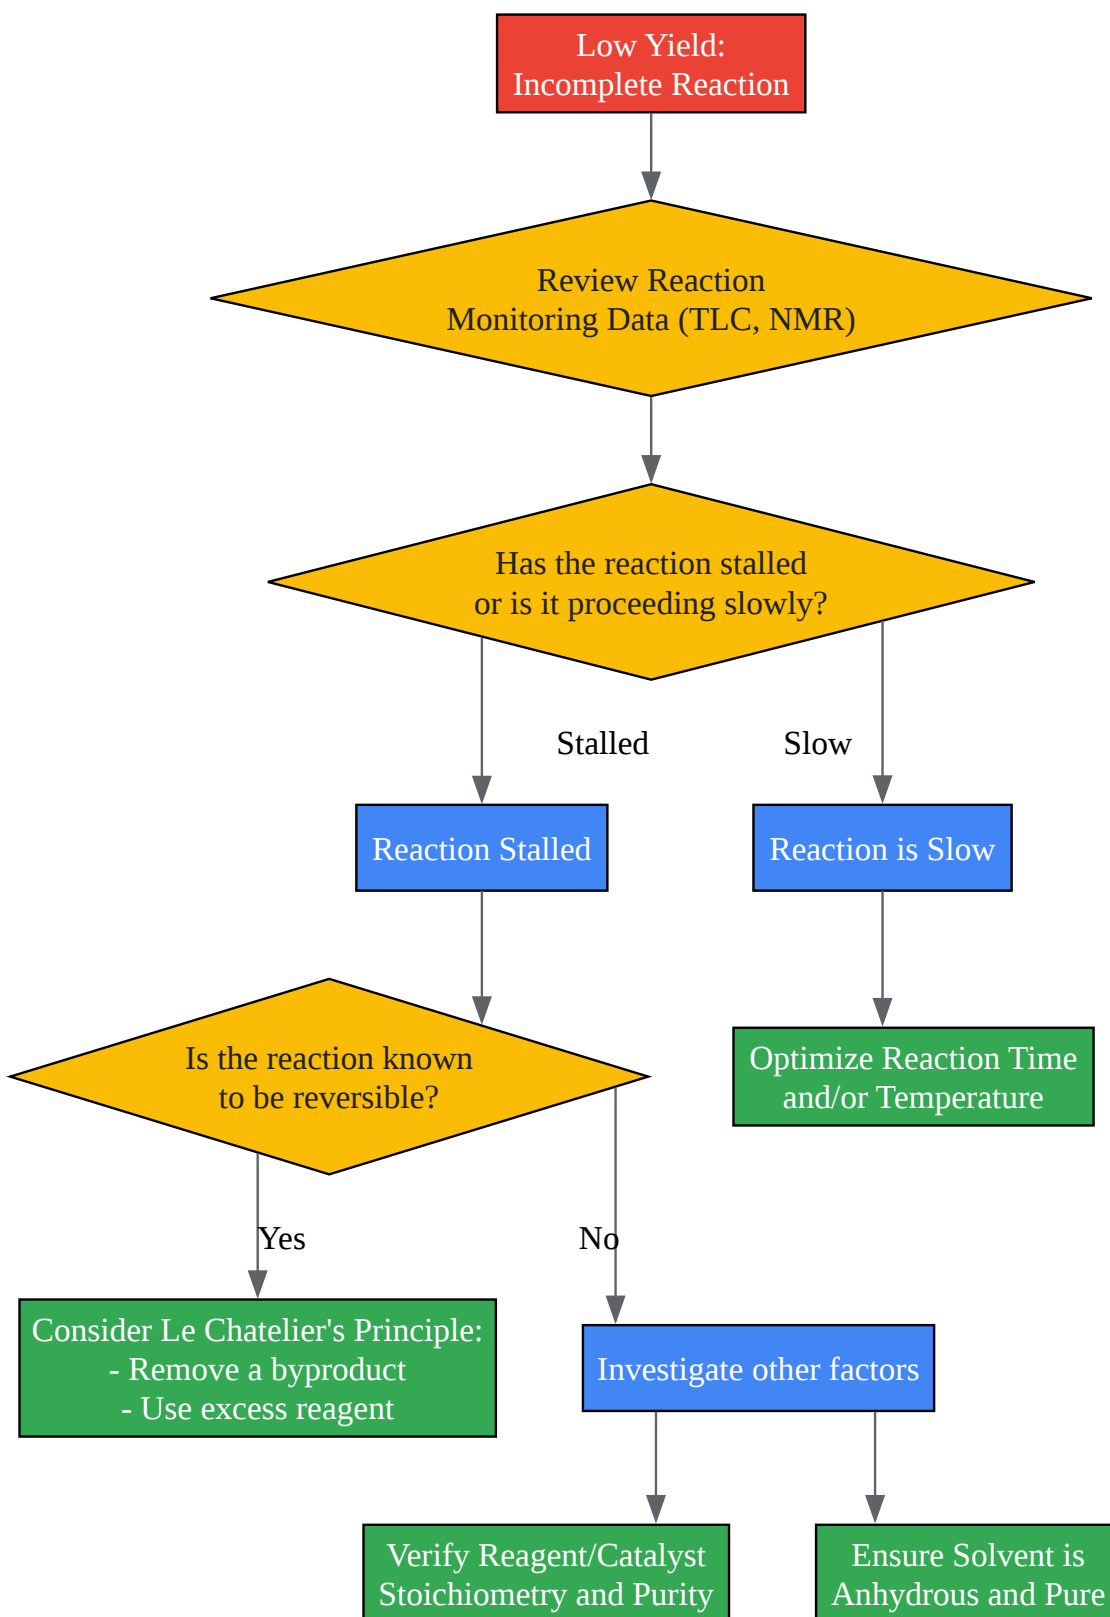 Low Yield:
Incomplete Reaction
Review Reaction
Monitoring Data (TLC, NMR)
Has the reaction stalled
or is it proceeding slowly?
Stalled
Slow
Reaction Stalled
Reaction is Slow
Is the reaction known
to be reversible?
Optimize Reaction Time
and/or Temperature
Yes
No
Consider Le Chatelier's Principle:
- Remove a byproduct
- Use excess reagent
Investigate other factors
Verify Reagent/Catalyst
Stoichiometry and Purity
Ensure Solvent is
Anhydrous and Pure